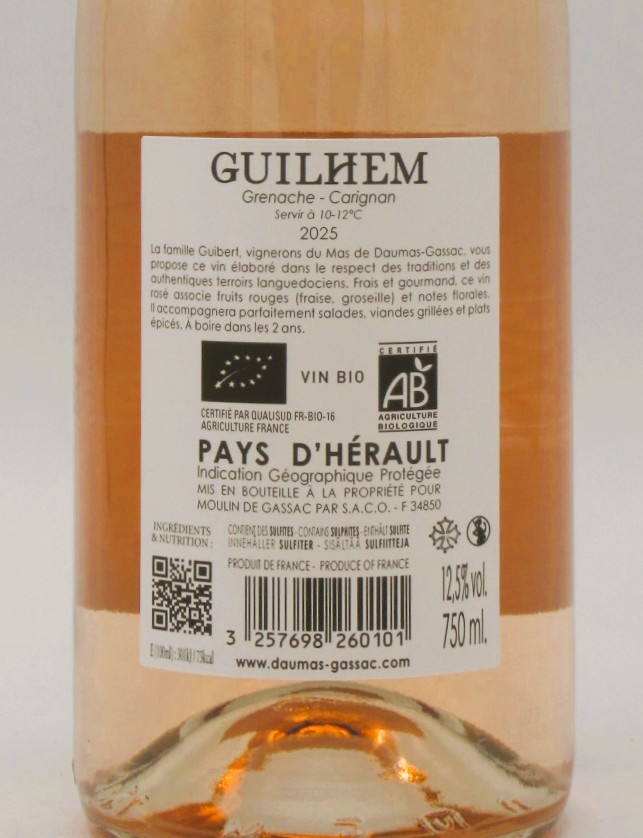 GUILHEM
Grenache - Carignan
Servir à 10-12°C
2025
La famille Guibert, vignerons du Mas de Daumas-Gassac, vous
propose ce vin élaboré dans le respect des traditions et des
authentiques terroirs languedociens. Frais et gourmand, ce vin
rosé associe fruits rouges (fraise, groseille) et notes florales.
Il accompagnera parfaitement salades, viandes grillées et plats
épicés. A boire dans les 2 ans.
CERTIFIÉ
AB
AGRICULTURE
BIOLOGIQUE
VIN BIO
CERTIFIÉ PAR QUALISUD FR-BIO-16
AGRICULTURE FRANCE
PAYS D'HÉRAULT
Indication Géographique Protégée
MIS EN BOUTEILLE À LA PROPRIÉTÉ POUR
MOULIN DE GASSAC PAR S.A.C.O. - F 34850
INGRÉDIENTS
& NUTRITION :
CONTIENT DES SULFITES - CONTAINS SULPHITES - ENTHÄLT SULFITE
INNEHÅLLER SULFITER - SISÄLTÄÄ SULFIITTEJA
PRODUIT DE FRANCE - PRODUCE OF FRANCE
12,5% vol.
750 ml.
3 257698 260101
www.daumas-gassac.com